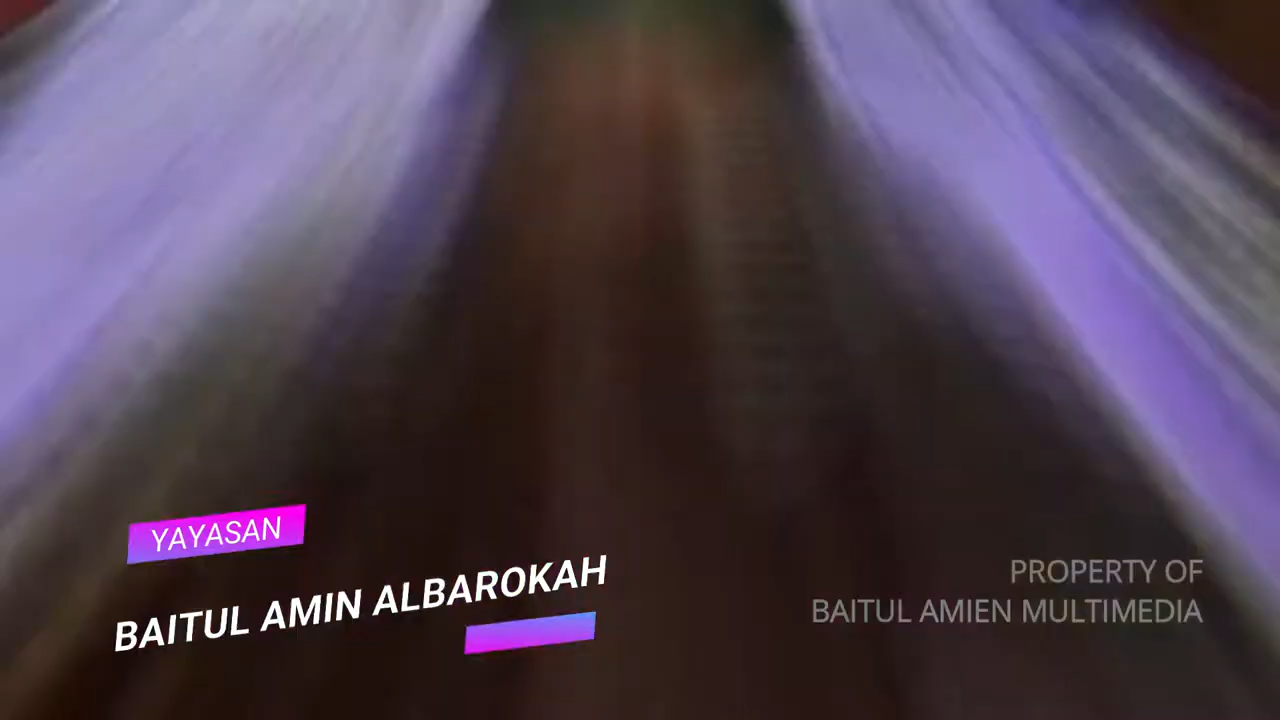 YAYASAN
BAITUL AMIN ALBAROKAH
PROPERTY OF
BAITUL AMIEN MULTIMEDIA